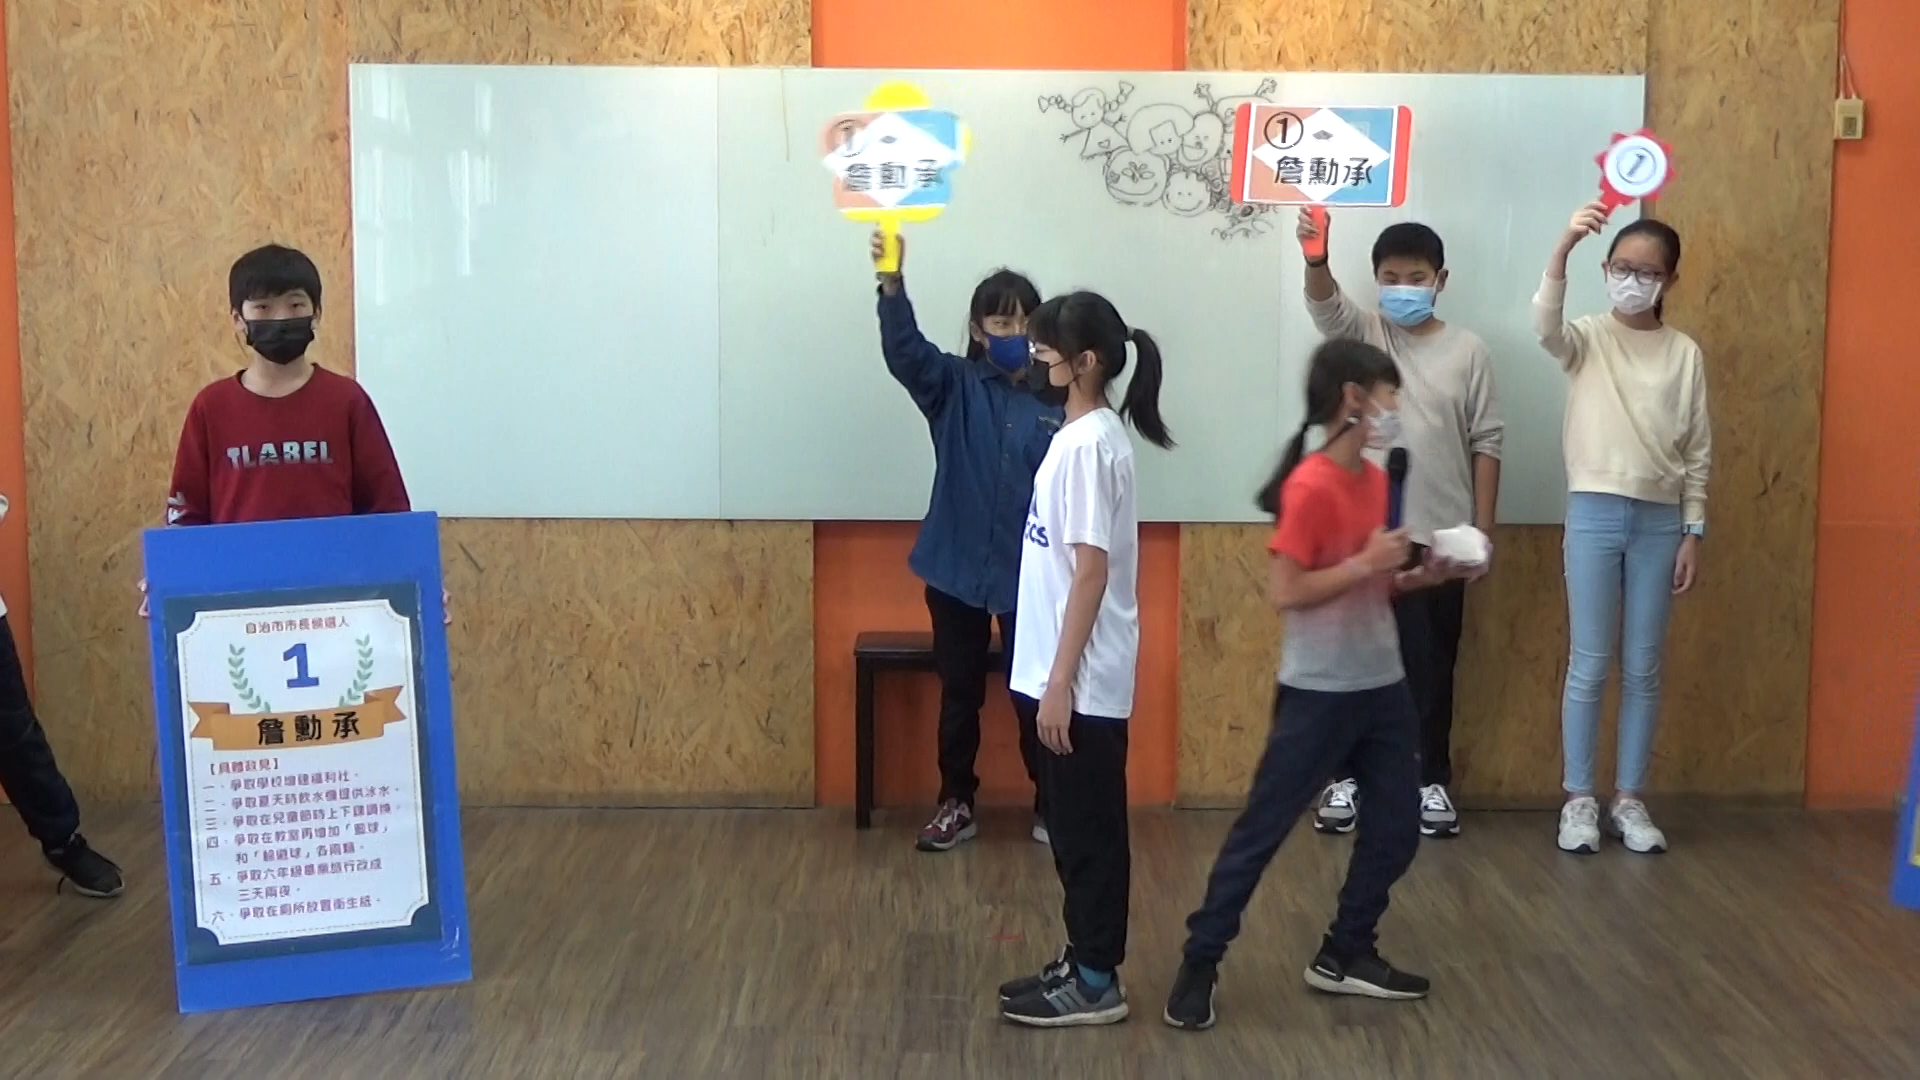 ①
詹勳承
①
詹勳承
1
TLABEL
CCS
自治市市長候選人
1
詹勳承
【具體政見】
一、爭取學校增建福利社。
二、爭取夏天時飲水機提供冰水。
三、爭取在兒童節時上下課調換。
四、爭取在教室再增加「籃球」
和「躲避球」各兩顆。
五、爭取六年級畢業旅行改成
三天兩夜。
六、爭取在廁所放置衛生紙。